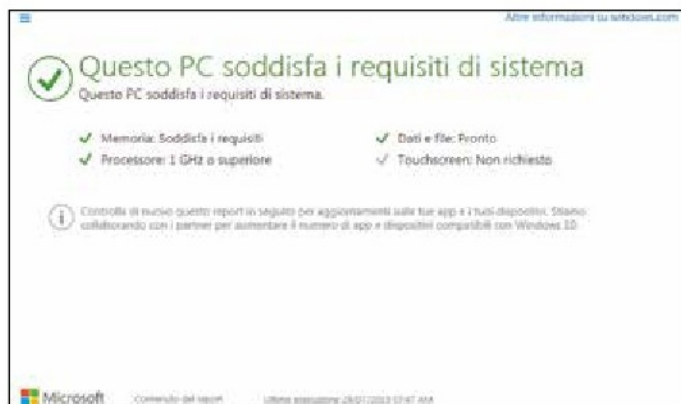 Altre informazioni su windows.com
Questo PC soddisfa i requisiti di sistema
Questo PC soddisfa i requisiti di sistema.
Memoria: Soddisfa i requisiti
Dati e file: Pronto
Processore: 1 GHz o superiore
Touchscreen: Non richiesto
Controlla di nuovo questo report in seguito per aggiornamenti sulle tue app e i tuoi dispositivi. Stiamo
collaborando con i partner per aumentare il numero di app e dispositivi compatibili con Windows 10.
Microsoft
Contenuto del report
Ultima esecuzione AM